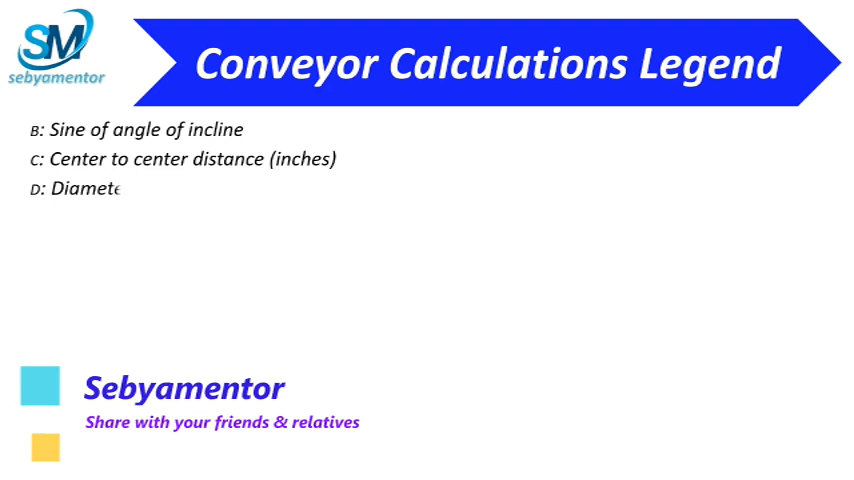 SM
sebyamentor
Conveyor Calculations Legend
B: Sine of angle of incline
C: Center to center distance (inches)
D: Diamete
Sebyamentor
Share with your friends & relatives